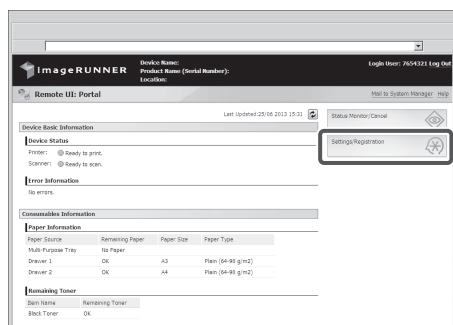 imageRUNNER
Device Name:
Product Name (Serial Number):
Location:
Login User: 7654321 Log Out
Remote UI: Portal
Mail to System Manager Help
Last Updated:25/06 2013 15:31
Status Monitor/Cancel
Settings/Registration
Device Basic Information
Device Status
Printer: Ready to print.
Scanner: Ready to scan.
Error Information
No errors.
Consumables Information
Paper Information
Paper Source Remaining Paper Paper Size Paper Type
Multi-Purpose Tray No Paper
Drawer 1 OK A3 Plain (64-90 g/m2)
Drawer 2 OK A4 Plain (64-90 g/m2)
Remaining Toner
Item Name Remaining Toner
Black Toner OK